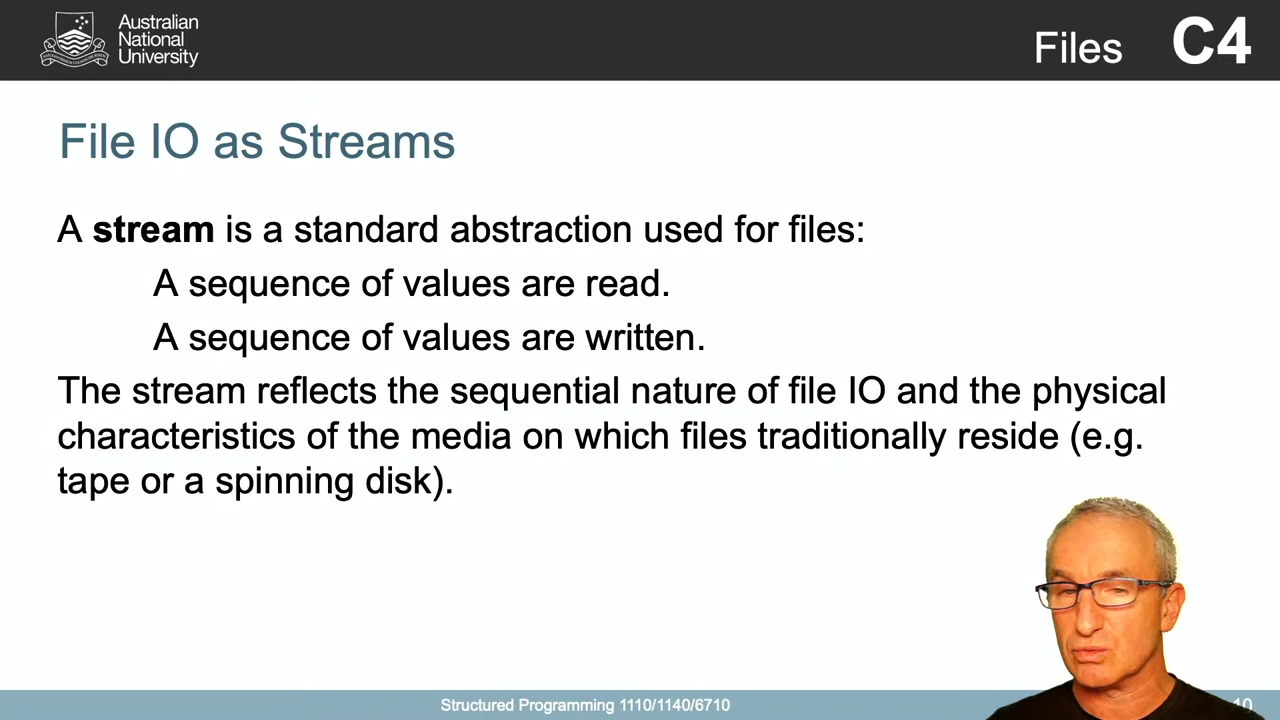 Australian
National
University
Files C4
File IO as Streams
A stream is a standard abstraction used for files:
A sequence of values are read.
A sequence of values are written.
The stream reflects the sequential nature of file IO and the physical
characteristics of the media on which files traditionally reside (e.g.
tape or a spinning disk).
Structured Programming 1110/1140/6710
10